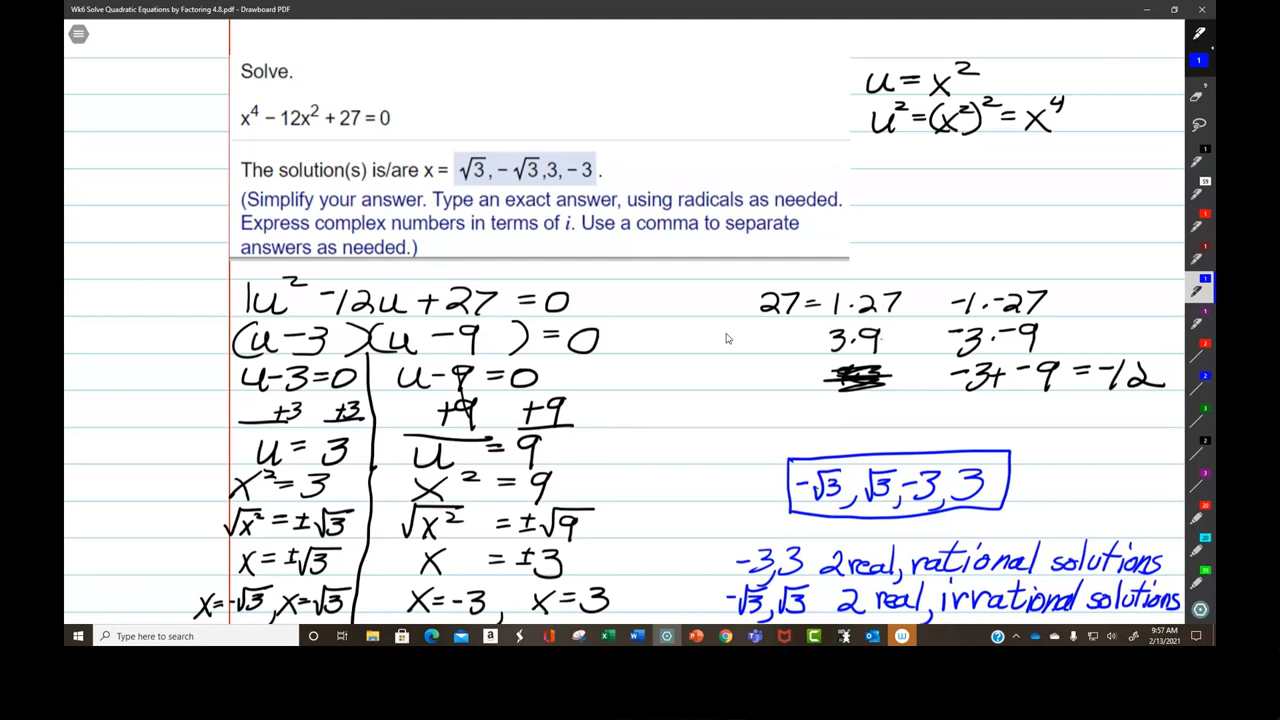 Wk6 Solve Quadratic Equations by Factoring 4.8.pdf - Drawboard PDF
Solve.
x⁴ − 12x² + 27 = 0
The solution(s) is/are x = √3, − √3,3, − 3 .
(Simplify your answer. Type an exact answer, using radicals as needed.
Express complex numbers in terms of i. Use a comma to separate
answers as needed.)
u = x²
u² = (x²)² = x⁴
1u² -12u + 27 = 0
(u - 3 )(u - 9 ) = 0
u-3=0 u-9=0
+3 +3 +9 +9
u = 3 u = 9
x² = 3 x² = 9
√x² = ±√3 √x² = ±√9
x = ±√3 x = ±3
x=-√3, x=√3 x=-3, x=3
27 = 1·27 -1·-27
3·9 -3·-9
-3+ -9 = -12
-√3, √3, -3, 3
-3,3 2 real, rational solutions
-√3, √3 2 real, irrational solutions
Type here to search
9:57 AM
2/13/2021